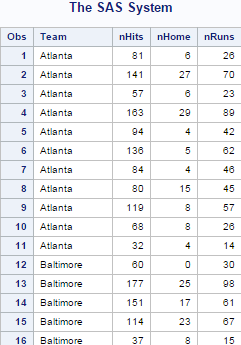 The SAS System
Obs Team nHits nHome nRuns
1 Atlanta 81 6 26
2 Atlanta 141 27 70
3 Atlanta 57 6 23
4 Atlanta 163 29 89
5 Atlanta 94 4 42
6 Atlanta 136 5 62
7 Atlanta 84 4 46
8 Atlanta 80 15 45
9 Atlanta 119 8 57
10 Atlanta 68 8 26
11 Atlanta 32 4 14
12 Baltimore 60 0 30
13 Baltimore 177 25 98
14 Baltimore 151 17 61
15 Baltimore 114 23 67
16 Baltimore 37 8 15